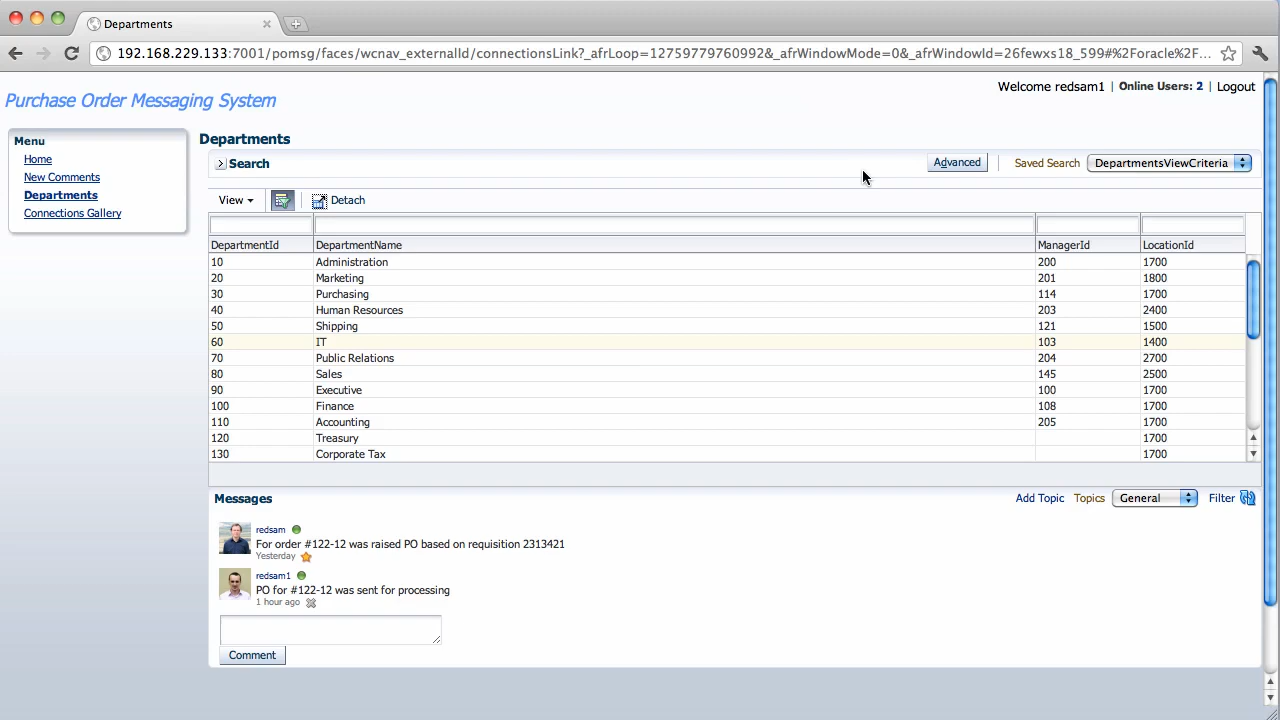 Departments
192.168.229.133:7001/pomsg/faces/wcnav_externalId/connectionsLink?_afrLoop=12759779760992&_afrWindowMode=0&_afrWindowId=26fewxs18_599#%2Foracle%2F...
Welcome redsam1 | Online Users: 2 | Logout
Purchase Order Messaging System
Menu
Home
New Comments
Departments
Connections Gallery
Departments
Search Advanced Saved Search DepartmentsViewCriteria
View Detach
DepartmentId DepartmentName ManagerId LocationId
10 Administration 200 1700
20 Marketing 201 1800
30 Purchasing 114 1700
40 Human Resources 203 2400
50 Shipping 121 1500
60 IT 103 1400
70 Public Relations 204 2700
80 Sales 145 2500
90 Executive 100 1700
100 Finance 108 1700
110 Accounting 205 1700
120 Treasury 1700
130 Corporate Tax 1700
Messages Add Topic Topics General Filter
redsam
For order #122-12 was raised PO based on requisition 2313421
Yesterday
redsam1
PO for #122-12 was sent for processing
1 hour ago
Comment